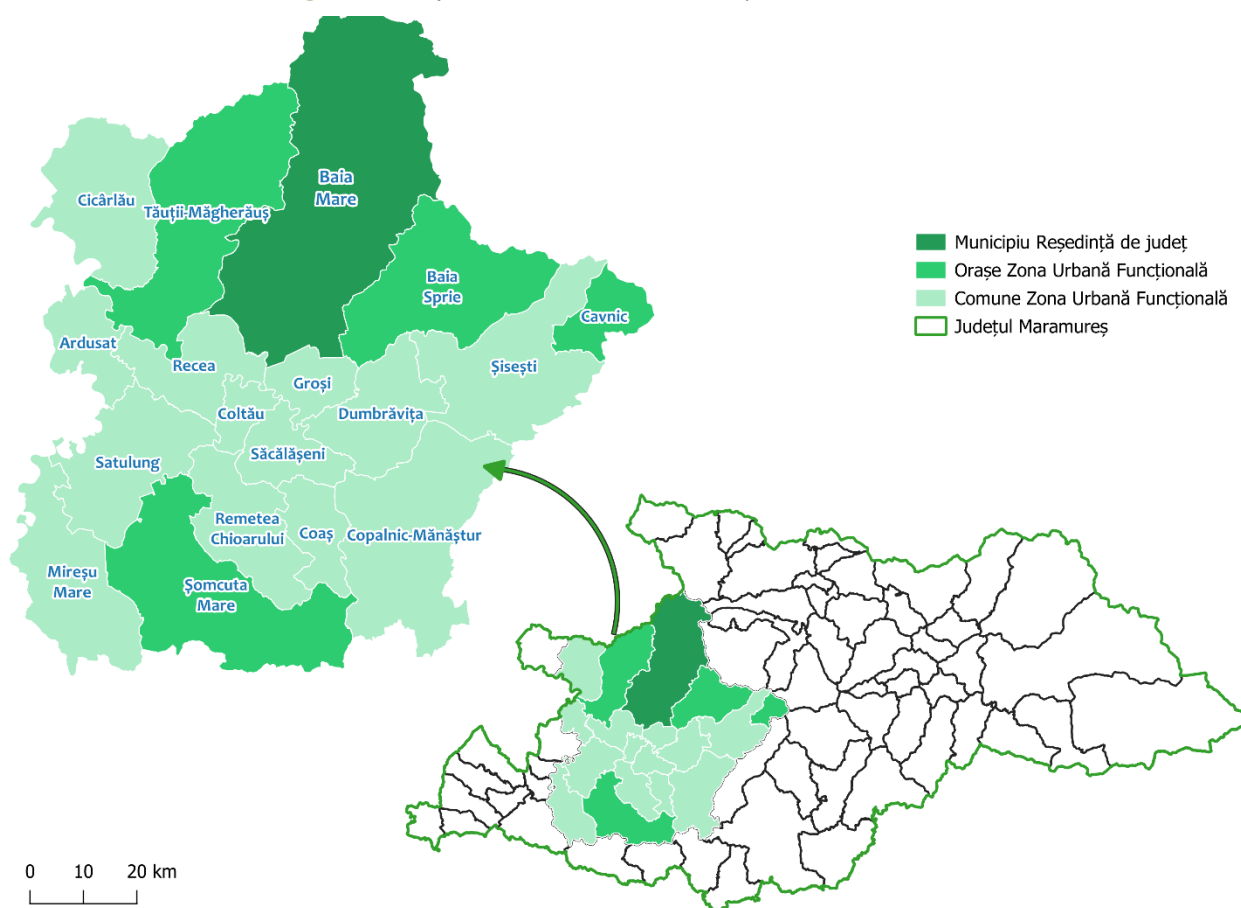 Cicârlău
Tăuții-Măgherăuș
Baia
Mare
Baia
Sprie
Cavnic
Ardusat
Recea
Groși
Șisești
Coltău
Dumbrăvița
Satulung
Săcălășeni
Remetea
Chioarului
Coaș
Copalnic-Mănăștur
Mireșu
Mare
Șomcuta
Mare
Municipiu Reședință de județ
Orașe Zona Urbană Funcțională
Comune Zona Urbană Funcțională
Județul Maramureș
0 10 20 km